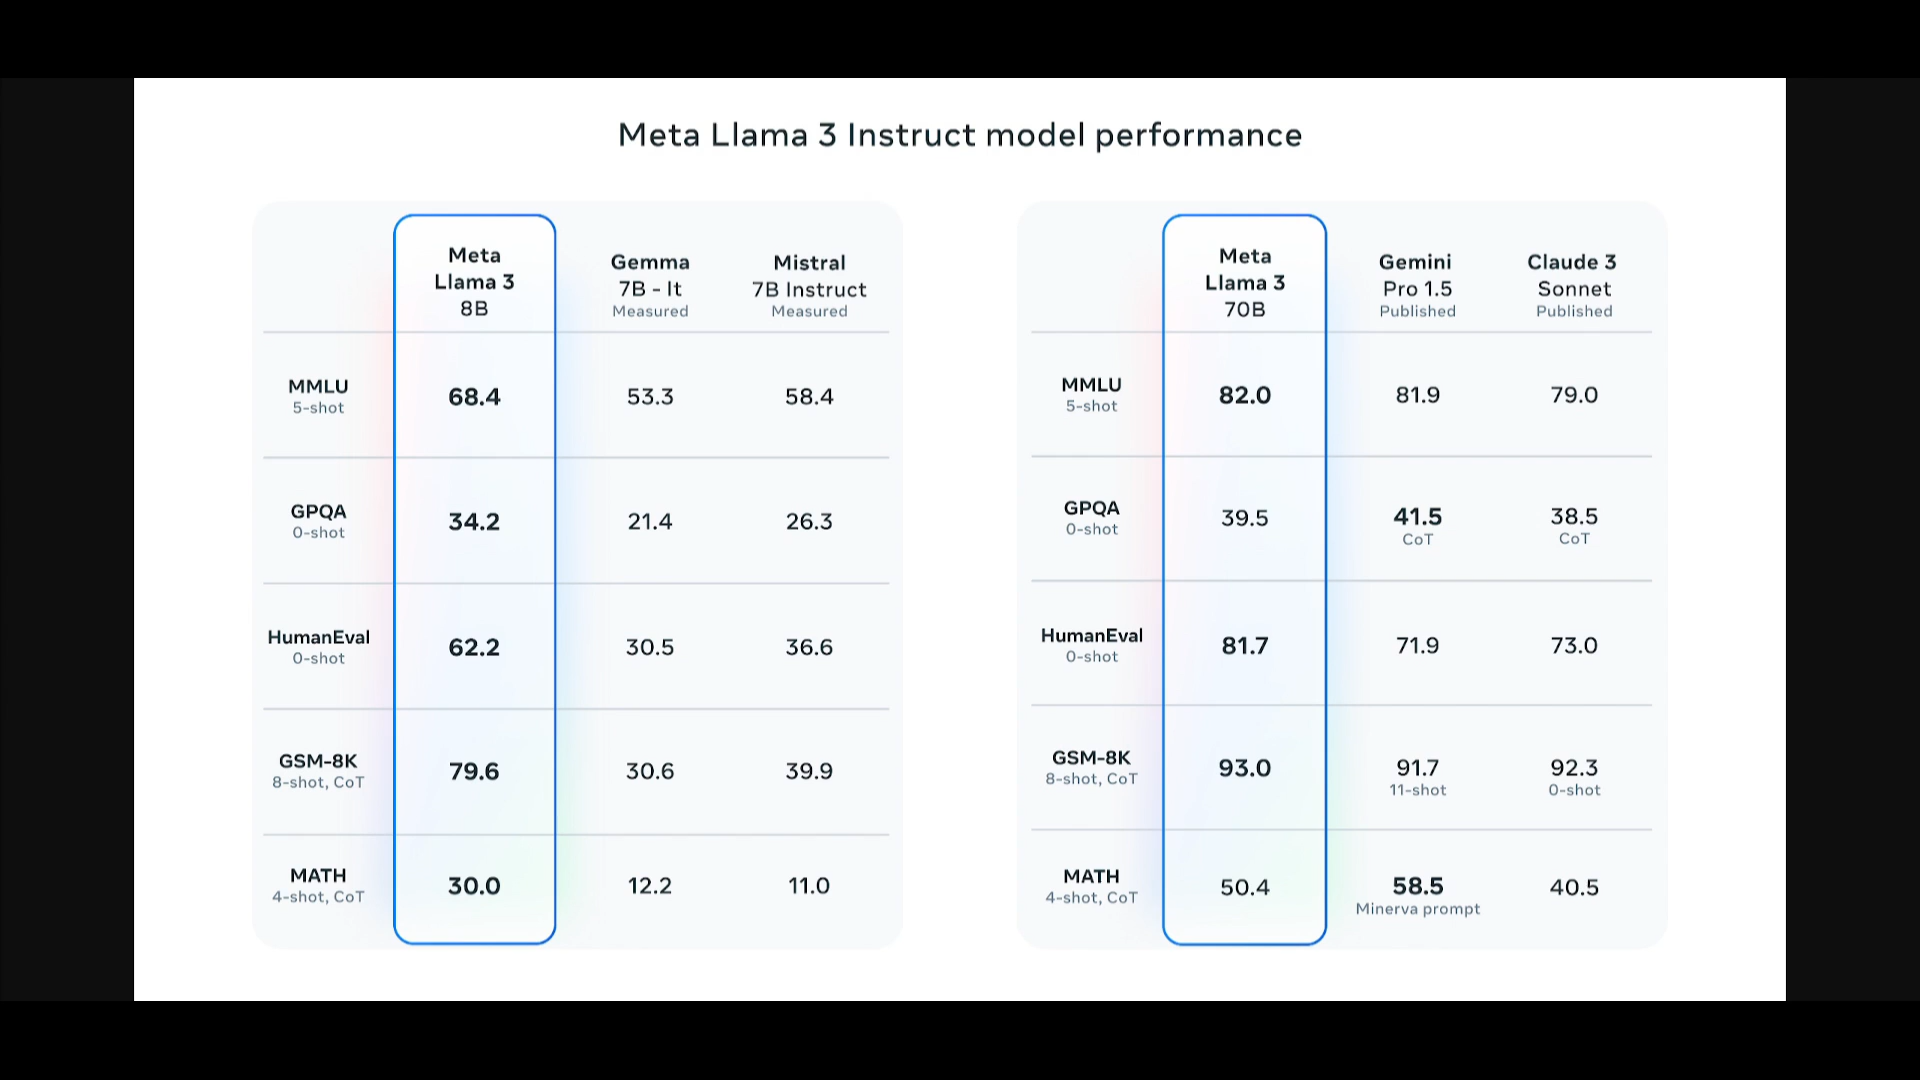 Meta Llama 3 Instruct model performance
Meta
Llama 3
8B
Gemma
7B - It
Measured
Mistral
7B Instruct
Measured
MMLU
5-shot
68.4
53.3
58.4
GPQA
0-shot
34.2
21.4
26.3
HumanEval
0-shot
62.2
30.5
36.6
GSM-8K
8-shot, CoT
79.6
30.6
39.9
MATH
4-shot, CoT
30.0
12.2
11.0
Meta
Llama 3
70B
Gemini
Pro 1.5
Published
Claude 3
Sonnet
Published
MMLU
5-shot
82.0
81.9
79.0
GPQA
0-shot
39.5
41.5
CoT
38.5
CoT
HumanEval
0-shot
81.7
71.9
73.0
GSM-8K
8-shot, CoT
93.0
91.7
11-shot
92.3
0-shot
MATH
4-shot, CoT
50.4
58.5
Minerva prompt
40.5